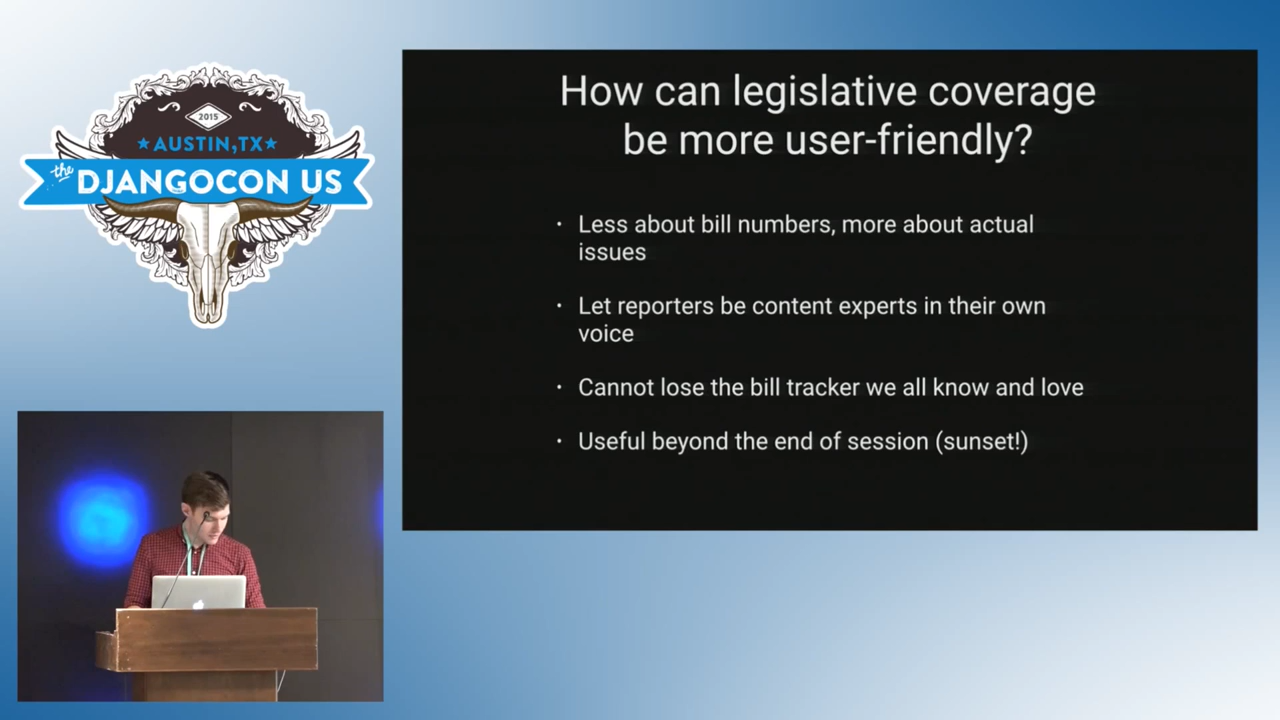 2015
AUSTIN, TX
the
DJANGOCON US
How can legislative coverage
be more user-friendly?
· Less about bill numbers, more about actual
issues
· Let reporters be content experts in their own
voice
· Cannot lose the bill tracker we all know and love
· Useful beyond the end of session (sunset!)